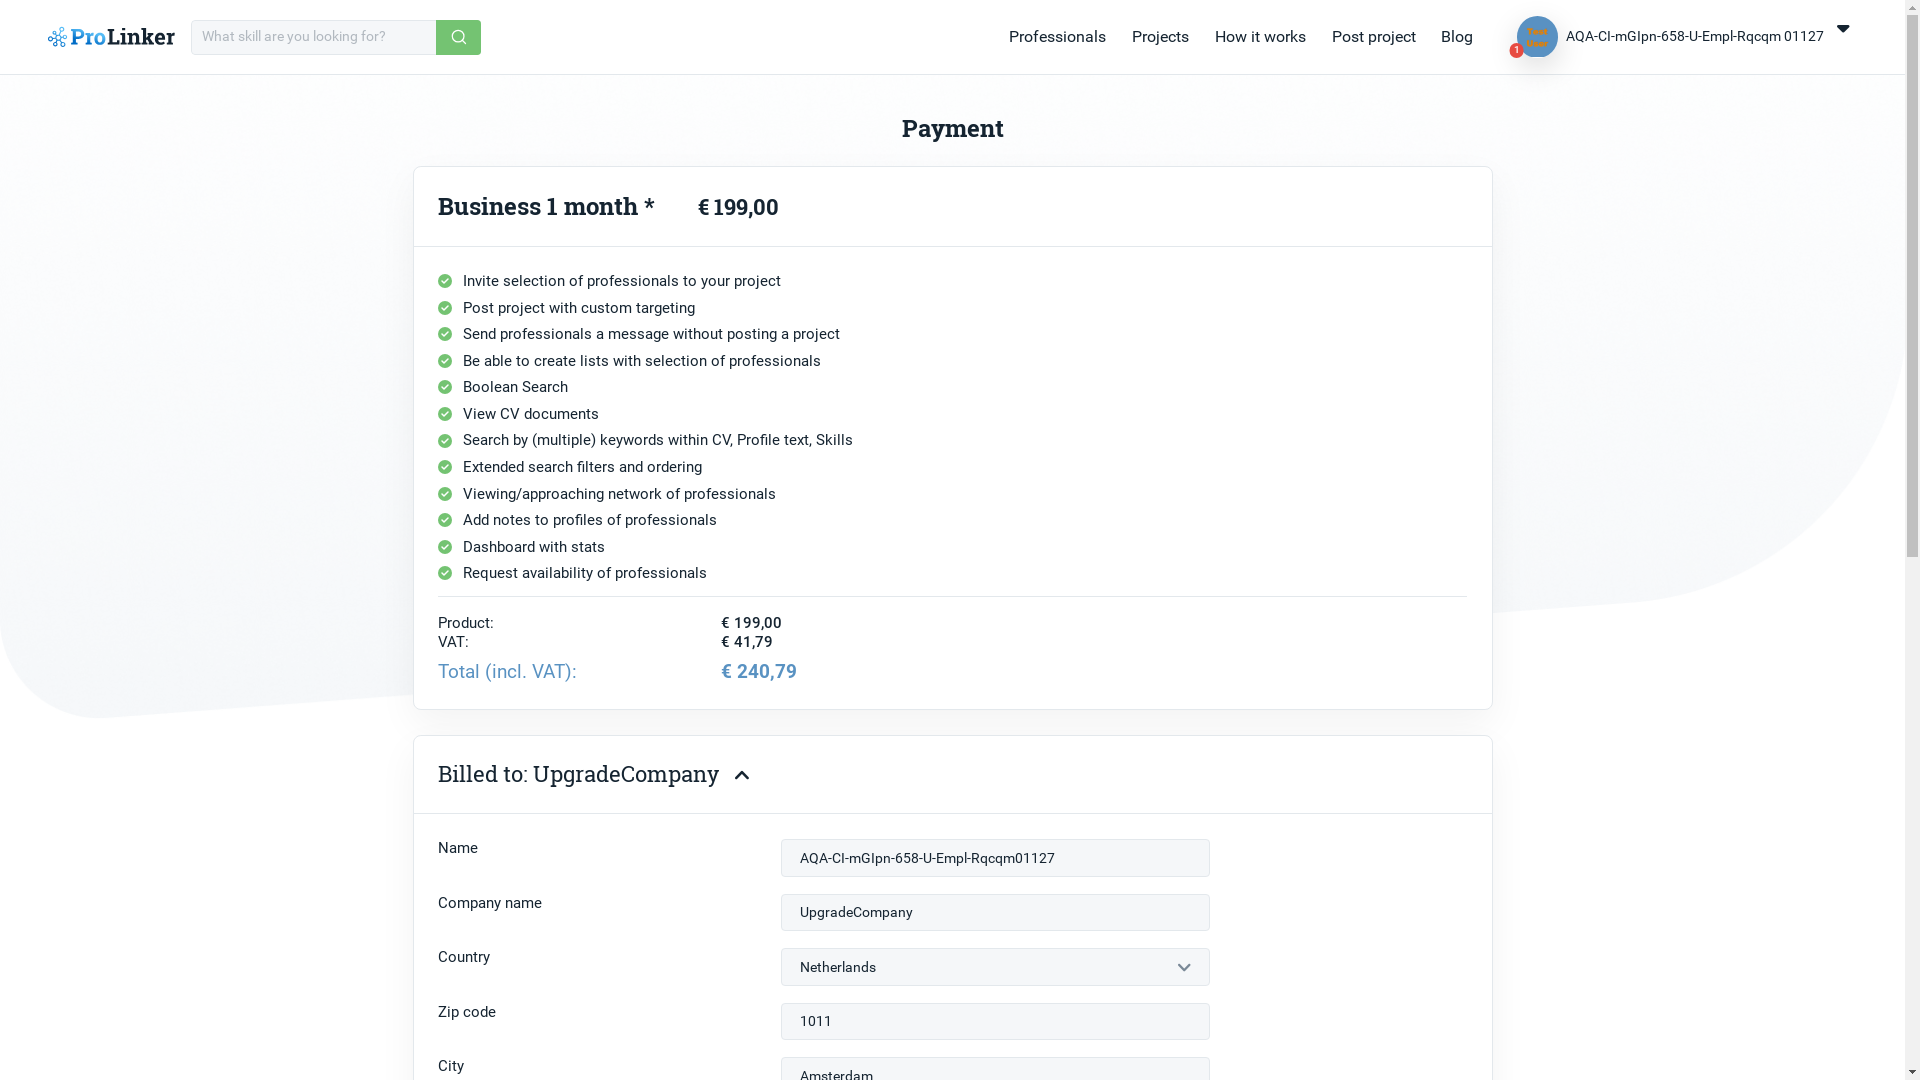 ProLinker
What skill are you looking for?
Professionals
Projects
How it works
Post project
Blog
Test
User
1
AQA-CI-mGIpn-658-U-Empl-Rqcqm 01127
Payment
Business 1 month * € 199,00
Invite selection of professionals to your project
Post project with custom targeting
Send professionals a message without posting a project
Be able to create lists with selection of professionals
Boolean Search
View CV documents
Search by (multiple) keywords within CV, Profile text, Skills
Extended search filters and ordering
Viewing/approaching network of professionals
Add notes to profiles of professionals
Dashboard with stats
Request availability of professionals
Product: € 199,00
VAT: € 41,79
Total (incl. VAT): € 240,79
Billed to: UpgradeCompany
Name AQA-CI-mGIpn-658-U-Empl-Rqcqm01127
Company name UpgradeCompany
Country Netherlands
Zip code 1011
City Amsterdam